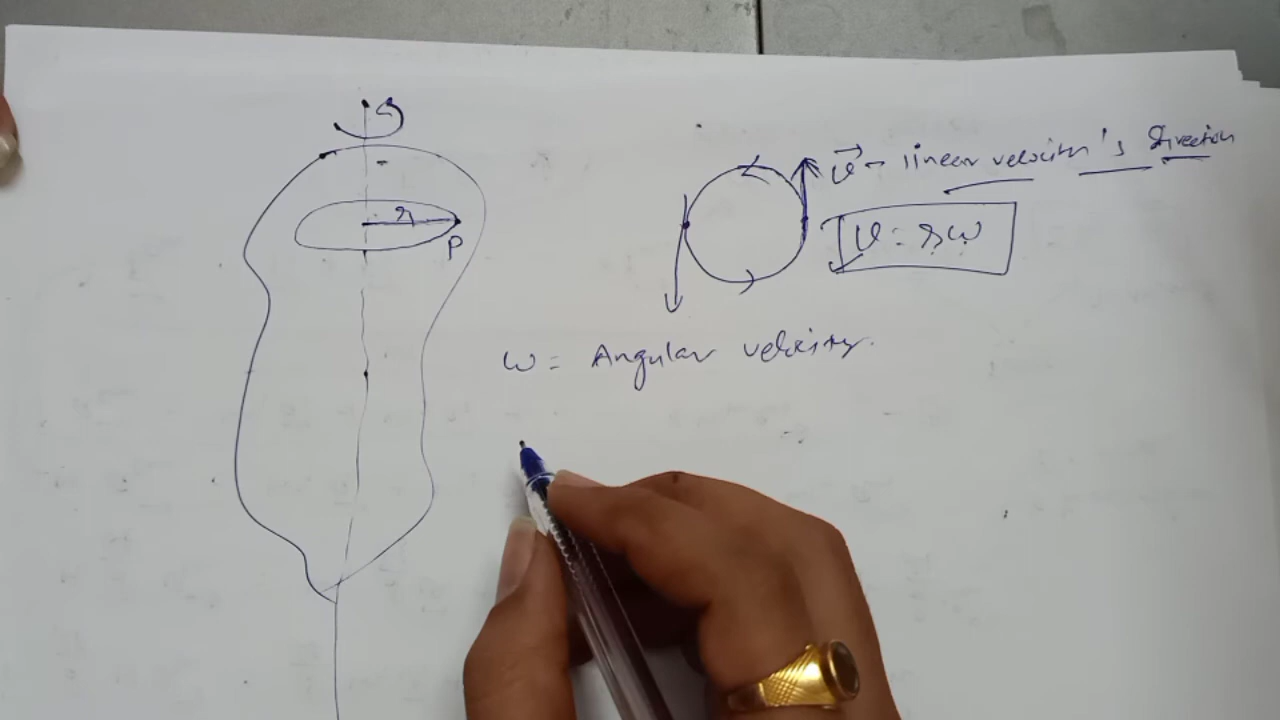 r
P
v⃗ - linear velocity's direction
v = rω
ω = Angular velocity.